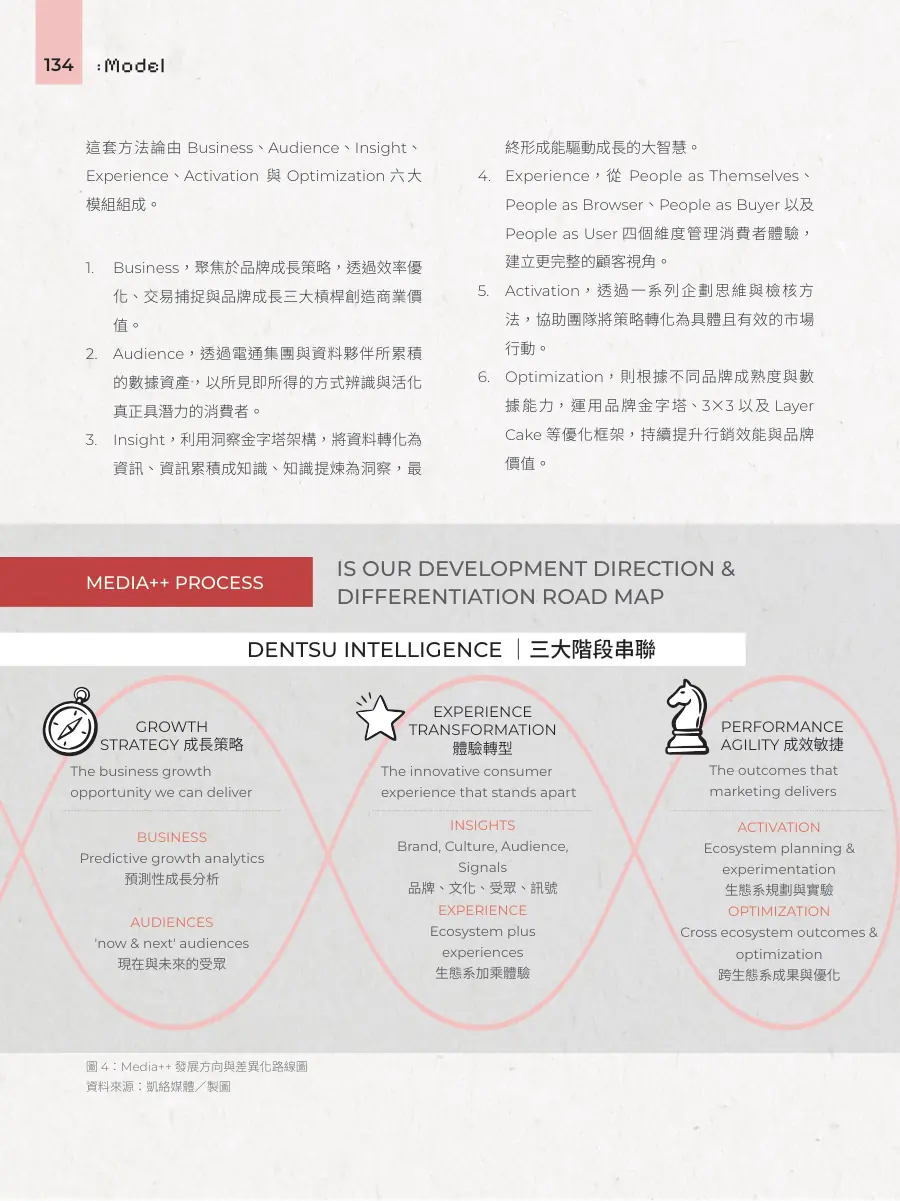 134 :Model
這套方法論由 Business、Audience、Insight、
Experience、Activation 與 Optimization 六大
模組組成。
1. Business，聚焦於品牌成長策略，透過效率優
化、交易捕捉與品牌成長三大槓桿創造商業價
值。
2. Audience，透過電通集團與資料夥伴所累積
的數據資產，以所見即所得的方式辨識與活化
真正具潛力的消費者。
3. Insight，利用洞察金字塔架構，將資料轉化為
資訊、資訊累積成知識、知識提煉為洞察，最
終形成能驅動成長的大智慧。
4. Experience，從 People as Themselves、
People as Browser、People as Buyer 以及
People as User 四個維度管理消費者體驗，
建立更完整的顧客視角。
5. Activation，透過一系列企劃思維與檢核方
法，協助團隊將策略轉化為具體且有效的市場
行動。
6. Optimization，則根據不同品牌成熟度與數
據能力，運用品牌金字塔、3×3 以及 Layer
Cake 等優化框架，持續提升行銷效能與品牌
價值。
MEDIA++ PROCESS
IS OUR DEVELOPMENT DIRECTION &
DIFFERENTIATION ROAD MAP
DENTSU INTELLIGENCE｜三大階段串聯
GROWTH
STRATEGY 成長策略
The business growth
opportunity we can deliver
BUSINESS
Predictive growth analytics
預測性成長分析
AUDIENCES
'now & next' audiences
現在與未來的受眾
EXPERIENCE
TRANSFORMATION
體驗轉型
The innovative consumer
experience that stands apart
INSIGHTS
Brand, Culture, Audience,
Signals
品牌、文化、受眾、訊號
EXPERIENCE
Ecosystem plus
experiences
生態系加乘體驗
PERFORMANCE
AGILITY 成效敏捷
The outcomes that
marketing delivers
ACTIVATION
Ecosystem planning &
experimentation
生態系規劃與實驗
OPTIMIZATION
Cross ecosystem outcomes &
optimization
跨生態系成果與優化
圖 4：Media++ 發展方向與差異化路線圖
資料來源：凱絡媒體／製圖